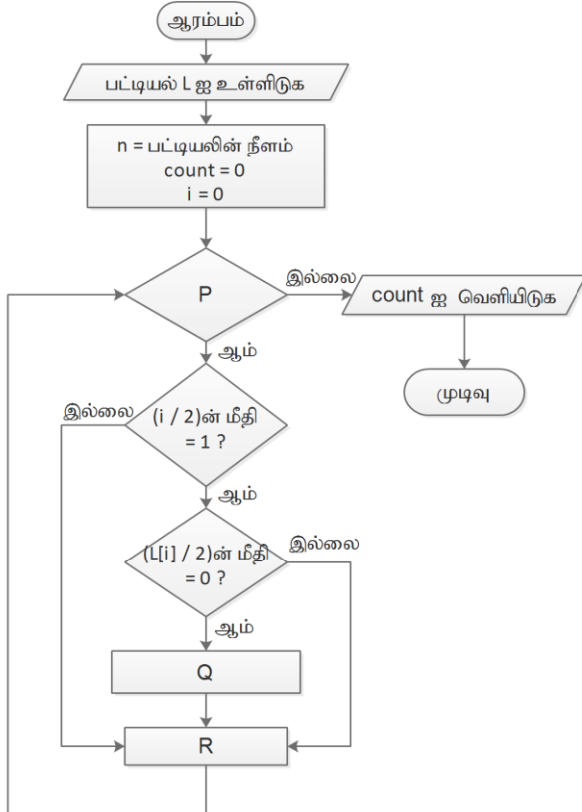 ஆரம்பம்
பட்டியல் L ஐ உள்ளிடுக
n = பட்டியலின் நீளம்
count = 0
i = 0
P
இல்லை
count ஐ வெளியிடுக
ஆம்
முடிவு
இல்லை
(i / 2)ன் மீதி
= 1 ?
ஆம்
(L[i] / 2)ன் மீதி
= 0 ?
இல்லை
ஆம்
Q
R